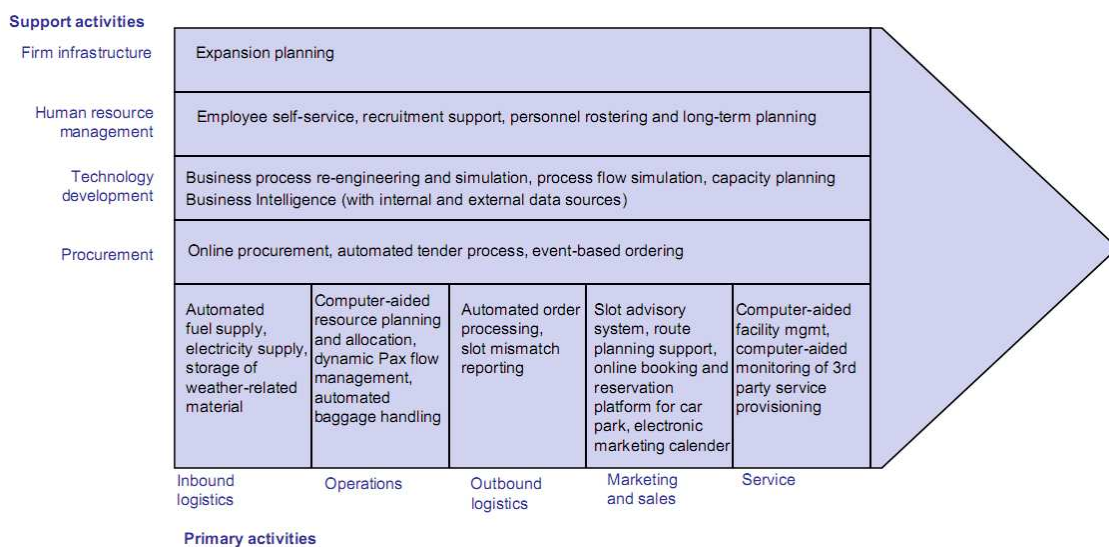 Support activities
Firm infrastructure
Expansion planning
Human resource
management
Employee self-service, recruitment support, personnel rostering and long-term planning
Technology
development
Business process re-engineering and simulation, process flow simulation, capacity planning
Business Intelligence (with internal and external data sources)
Procurement
Online procurement, automated tender process, event-based ordering
Automated
fuel supply,
electricity supply,
storage of
weather-related
material
Computer-aided
resource planning
and allocation,
dynamic Pax flow
management,
automated
baggage handling
Automated order
processing,
slot mismatch
reporting
Slot advisory
system, route
planning support,
online booking and
reservation
platform for car
park, electronic
marketing calender
Computer-aided
facility mgmt,
computer-aided
monitoring of 3rd
party service
provisioning
Inbound
logistics
Operations
Outbound
logistics
Marketing
and sales
Service
Primary activities